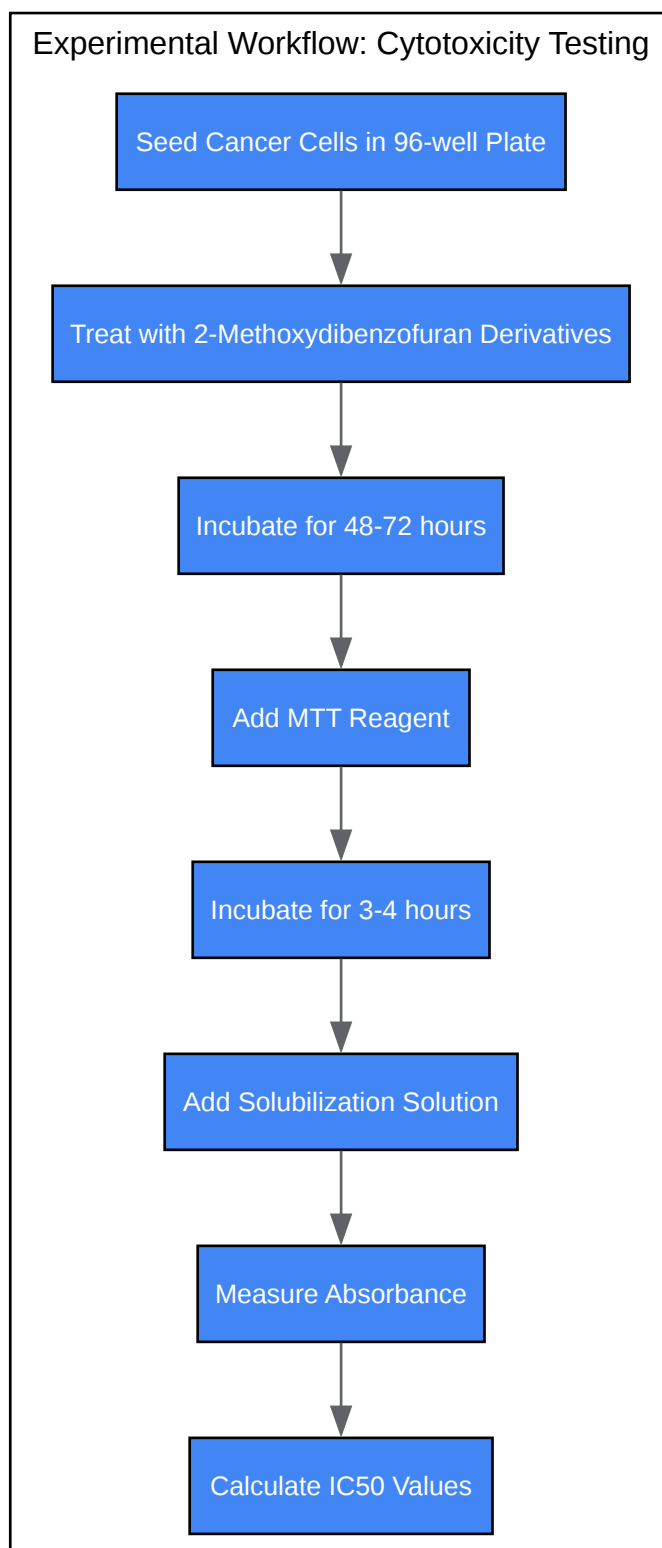 Experimental Workflow: Cytotoxicity Testing
Seed Cancer Cells in 96-well Plate
Treat with 2-Methoxydibenzofuran Derivatives
Incubate for 48-72 hours
Add MTT Reagent
Incubate for 3-4 hours
Add Solubilization Solution
Measure Absorbance
Calculate IC50 Values